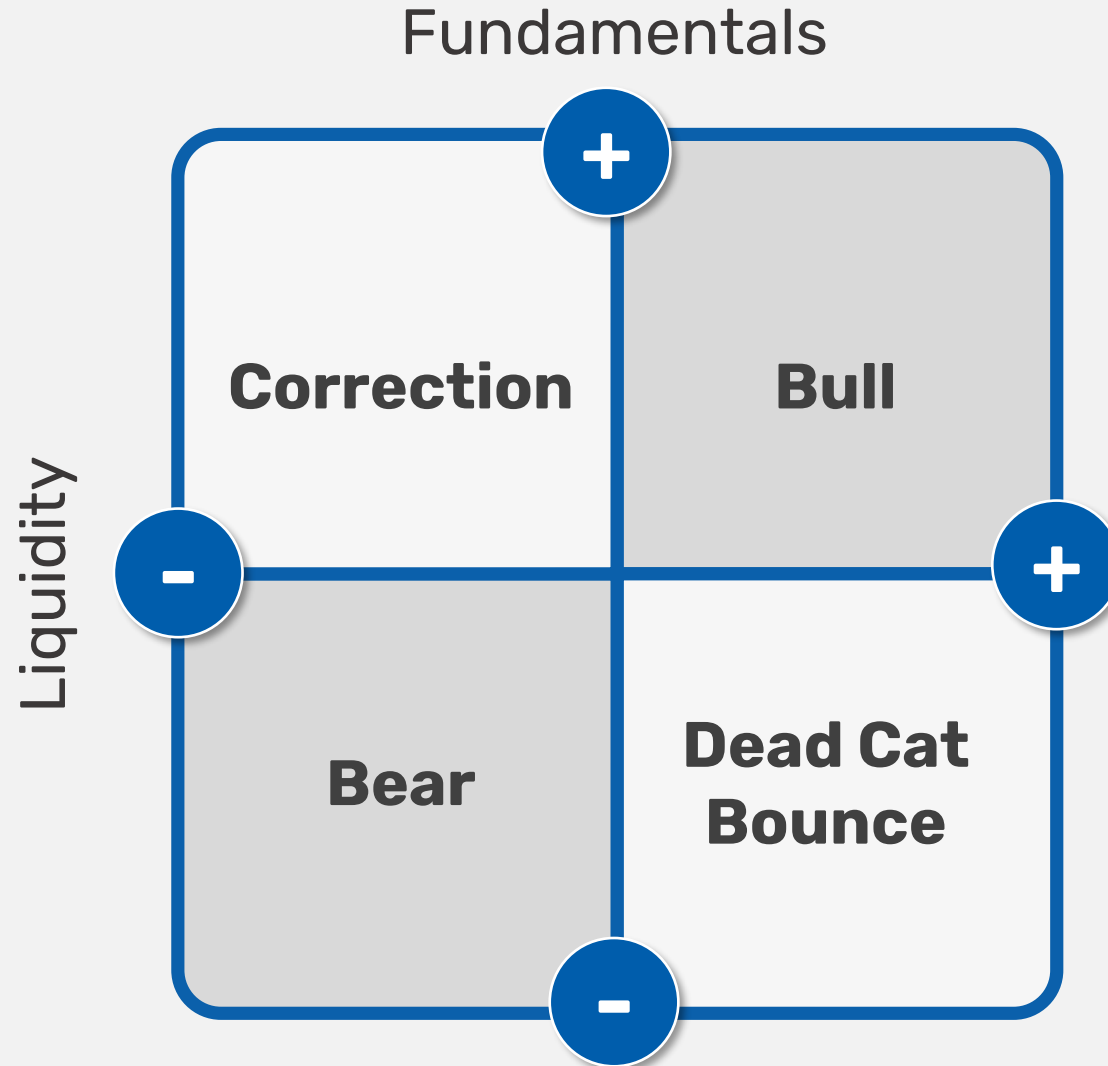 Fundamentals
+
Correction
Bull
Liquidity
-
+
Bear
Dead Cat
Bounce
-